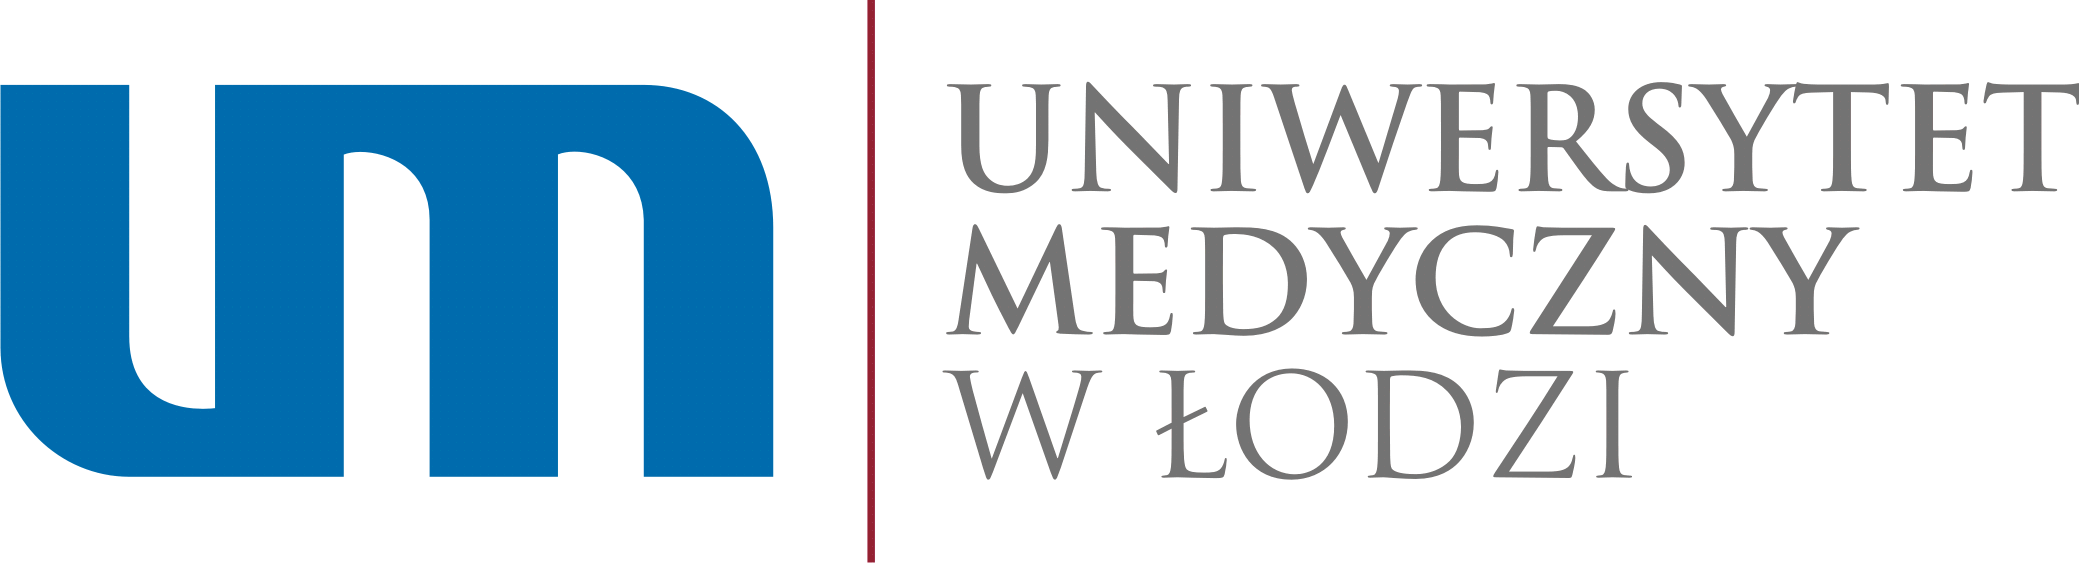 um
UNIWERSYTET
MEDYCZNY
W ŁODZI